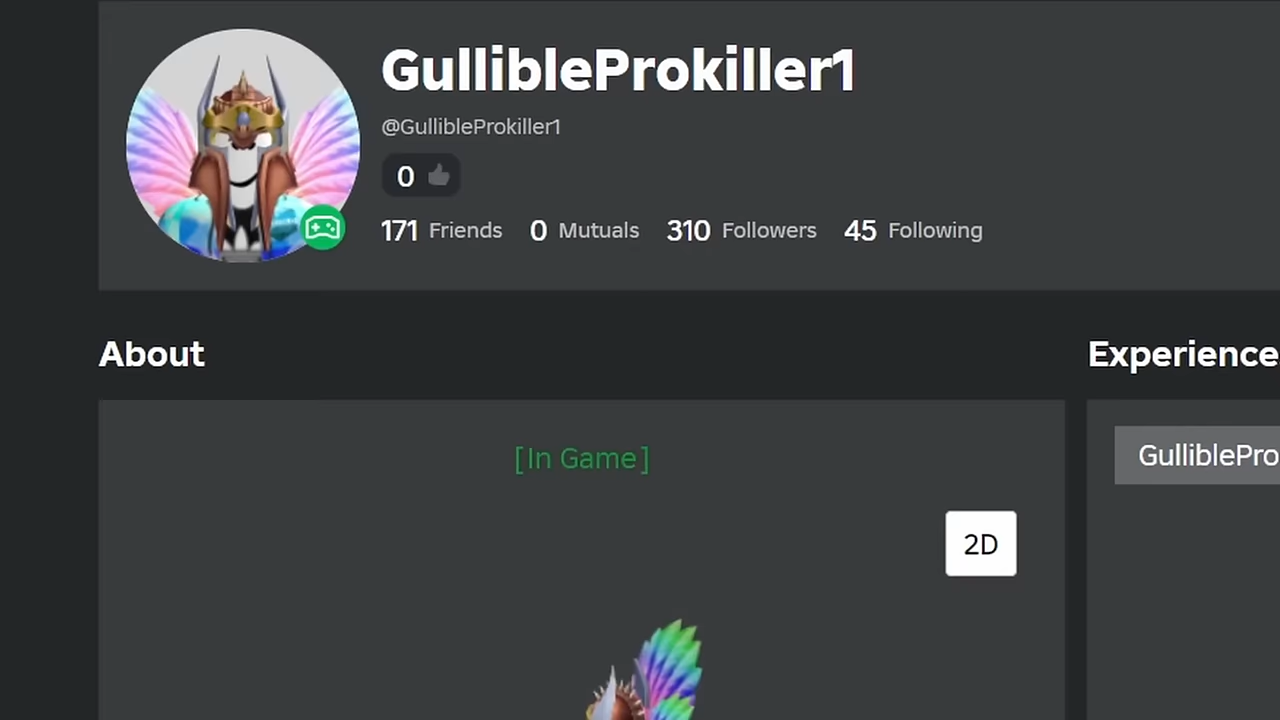 GullibleProkiller1
@GullibleProkiller1
0
171 Friends 0 Mutuals 310 Followers 45 Following
About
Experience
[In Game]
GulliblePro
2D